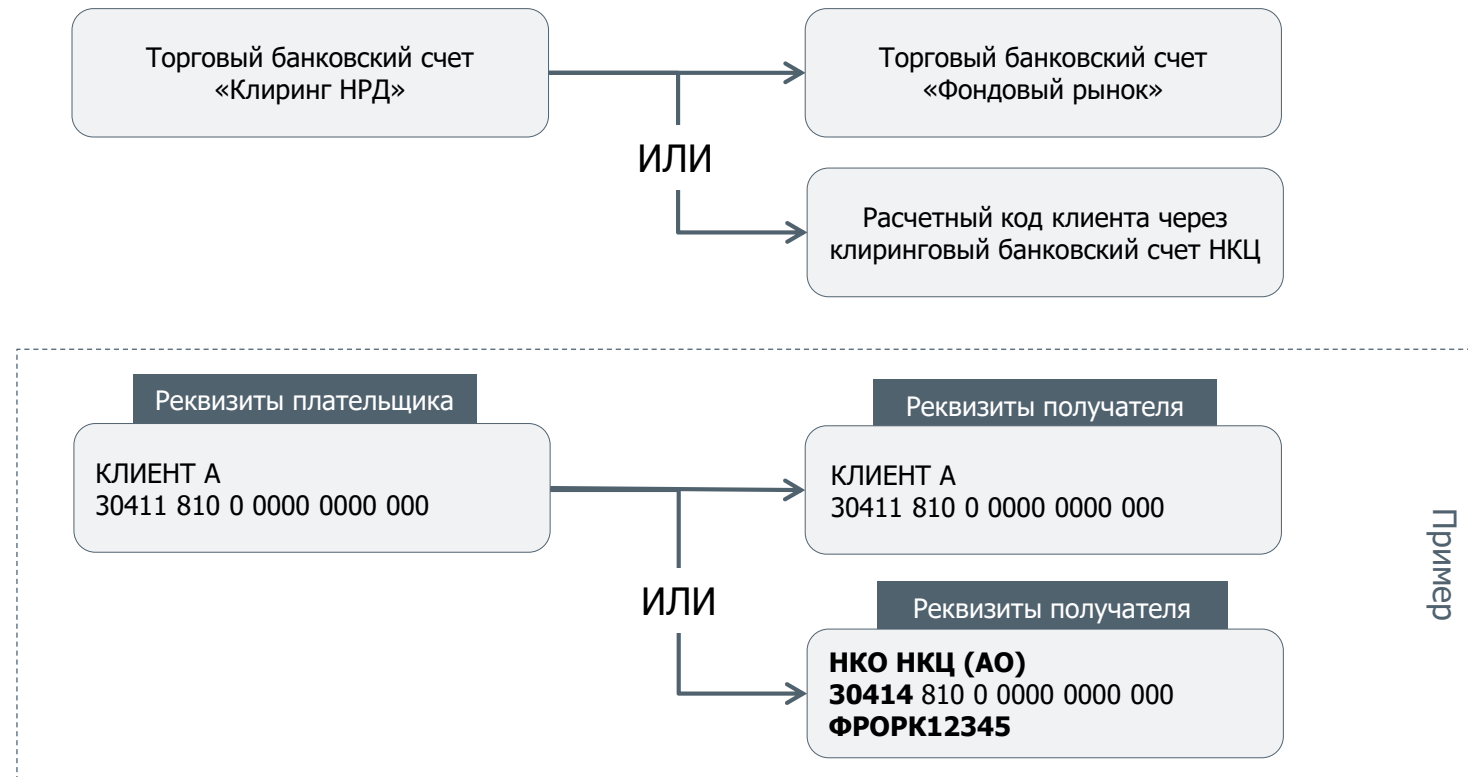 Торговый банковский счет
«Клиринг НРД»
Торговый банковский счет
«Фондовый рынок»
ИЛИ
Расчетный код клиента через
клиринговый банковский счет НКЦ
Реквизиты плательщика
КЛИЕНТ А
30411 810 0 0000 0000 000
Реквизиты получателя
КЛИЕНТ А
30411 810 0 0000 0000 000
ИЛИ
Реквизиты получателя
НКО НКЦ (АО)
30414 810 0 0000 0000 000
ФРОРК12345
Пример